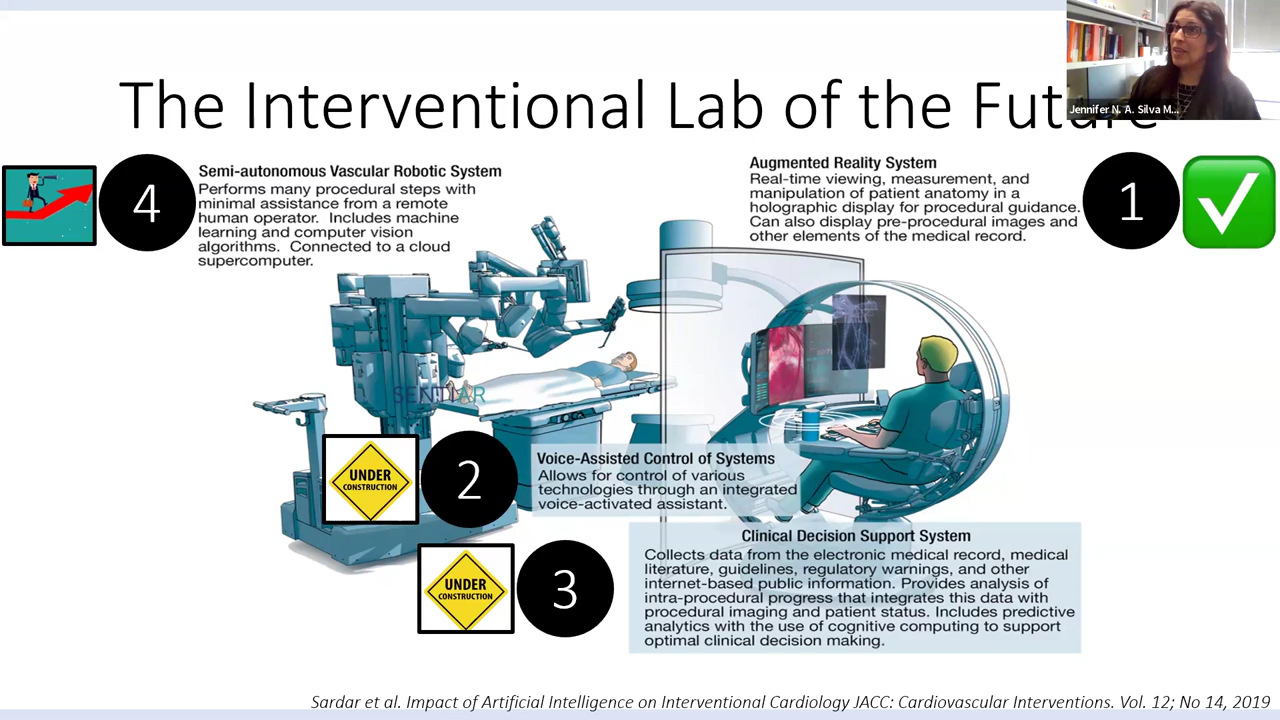 The Interventional Lab of the Future
Jennifer N. A. Silva M...
4
Semi-autonomous Vascular Robotic System
Performs many procedural steps with
minimal assistance from a remote
human operator. Includes machine
learning and computer vision
algorithms. Connected to a cloud
supercomputer.
Augmented Reality System
Real-time viewing, measurement, and
manipulation of patient anatomy in a
holographic display for procedural guidance.
Can also display pre-procedural images and
other elements of the medical record.
1
SENTIAR
UNDER
CONSTRUCTION
2
Voice-Assisted Control of Systems
Allows for control of various
technologies through an integrated
voice-activated assistant.
UNDER
CONSTRUCTION
3
Clinical Decision Support System
Collects data from the electronic medical record, medical
literature, guidelines, regulatory warnings, and other
internet-based public information. Provides analysis of
intra-procedural progress that integrates this data with
procedural imaging and patient status. Includes predictive
analytics with the use of cognitive computing to support
optimal clinical decision making.
Sardar et al. Impact of Artificial Intelligence on Interventional Cardiology JACC: Cardiovascular Interventions. Vol. 12; No 14, 2019